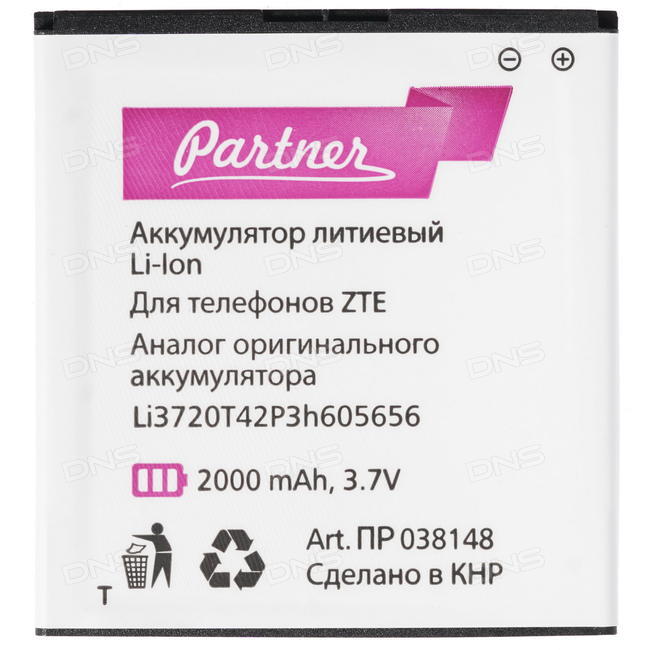 Partner
Аккумулятор литиевый
Li-Ion
Для телефонов ZTE
Аналог оригинального
аккумулятора
Li3720T42P3h605656
2000 mAh, 3.7V
Art. ПР 038148
Сделано в КНР
T
DNS